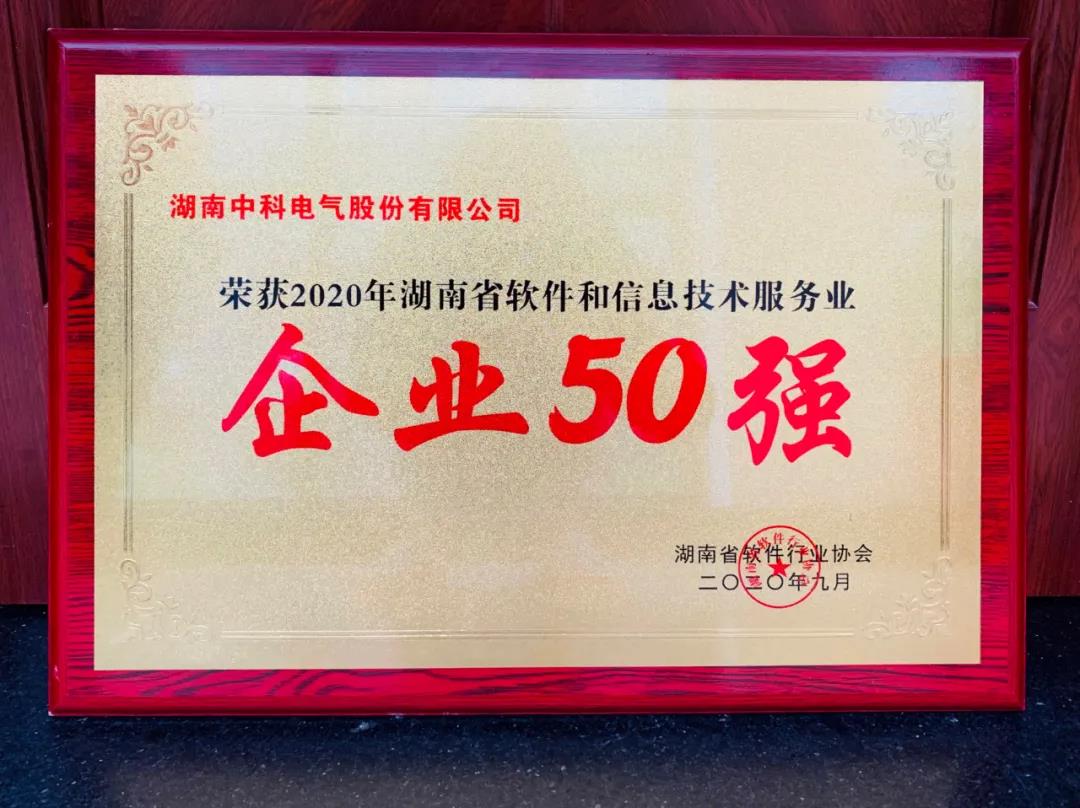 湖南中科电气股份有限公司
荣获2020年湖南省软件和信息技术服务业
企业50强
湖南省软件行业协会
二〇二〇年九月